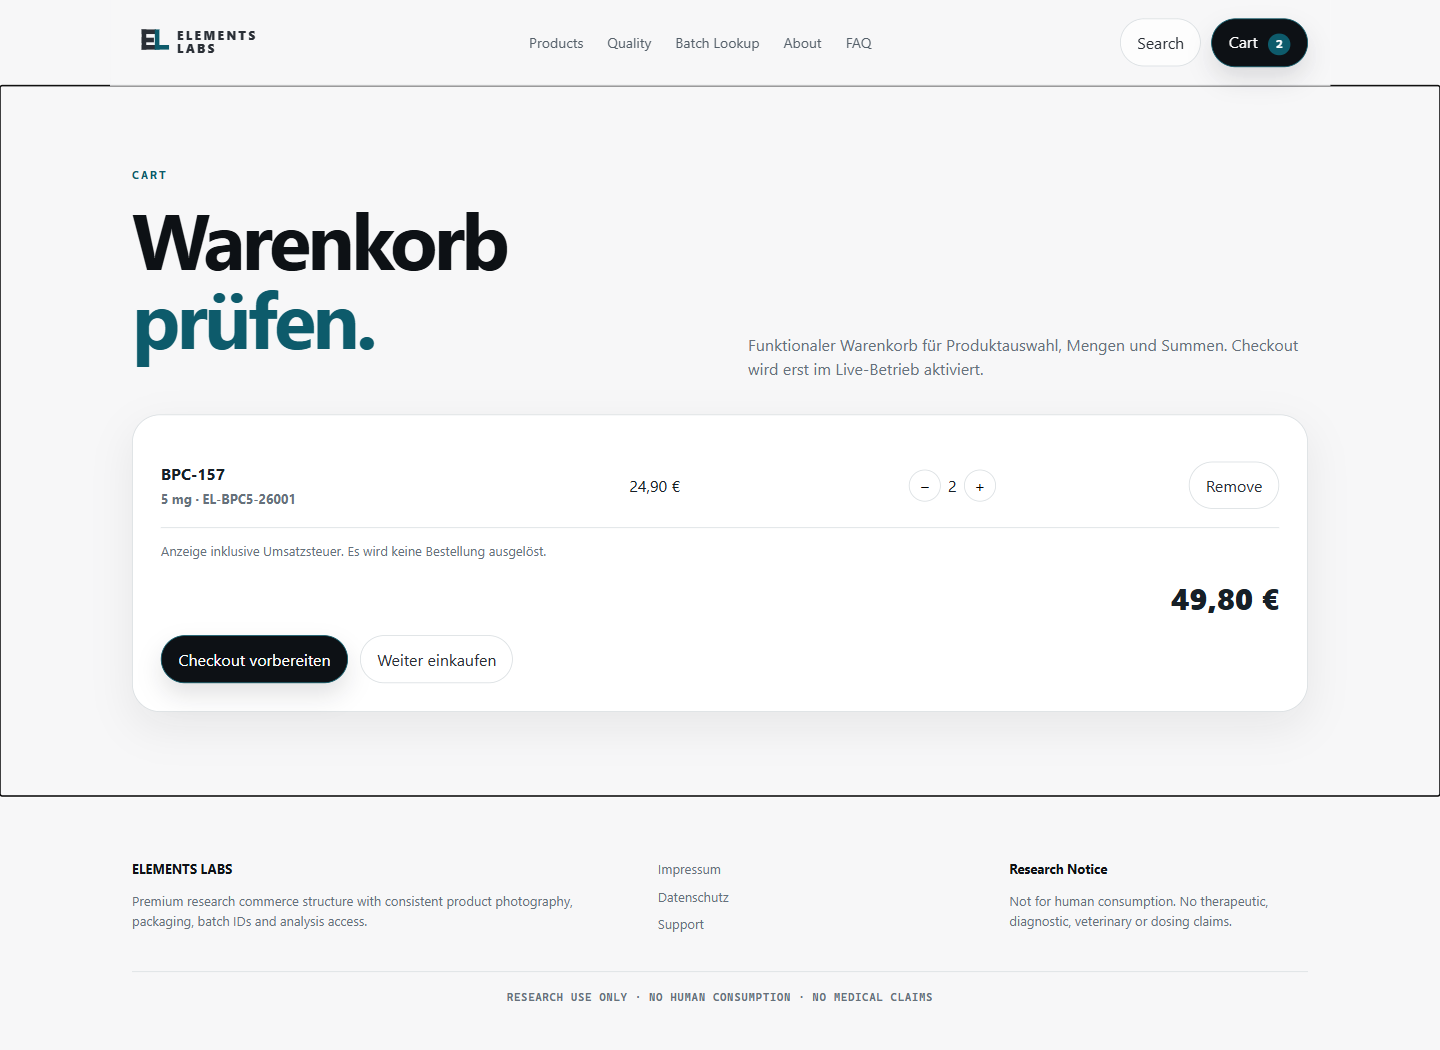 ELEMENTS
LABS
Products
Quality
Batch Lookup
About
FAQ
Search
Cart 2
CART
Warenkorb
prüfen.
Funktionaler Warenkorb für Produktauswahl, Mengen und Summen. Checkout
wird erst im Live-Betrieb aktiviert.
BPC-157
5 mg · EL-BPC5-26001
24,90 €
− 2 +
Remove
Anzeige inklusive Umsatzsteuer. Es wird keine Bestellung ausgelöst.
49,80 €
Checkout vorbereiten
Weiter einkaufen
ELEMENTS LABS
Premium research commerce structure with consistent product photography,
packaging, batch IDs and analysis access.
Impressum
Datenschutz
Support
Research Notice
Not for human consumption. No therapeutic,
diagnostic, veterinary or dosing claims.
RESEARCH USE ONLY · NO HUMAN CONSUMPTION · NO MEDICAL CLAIMS